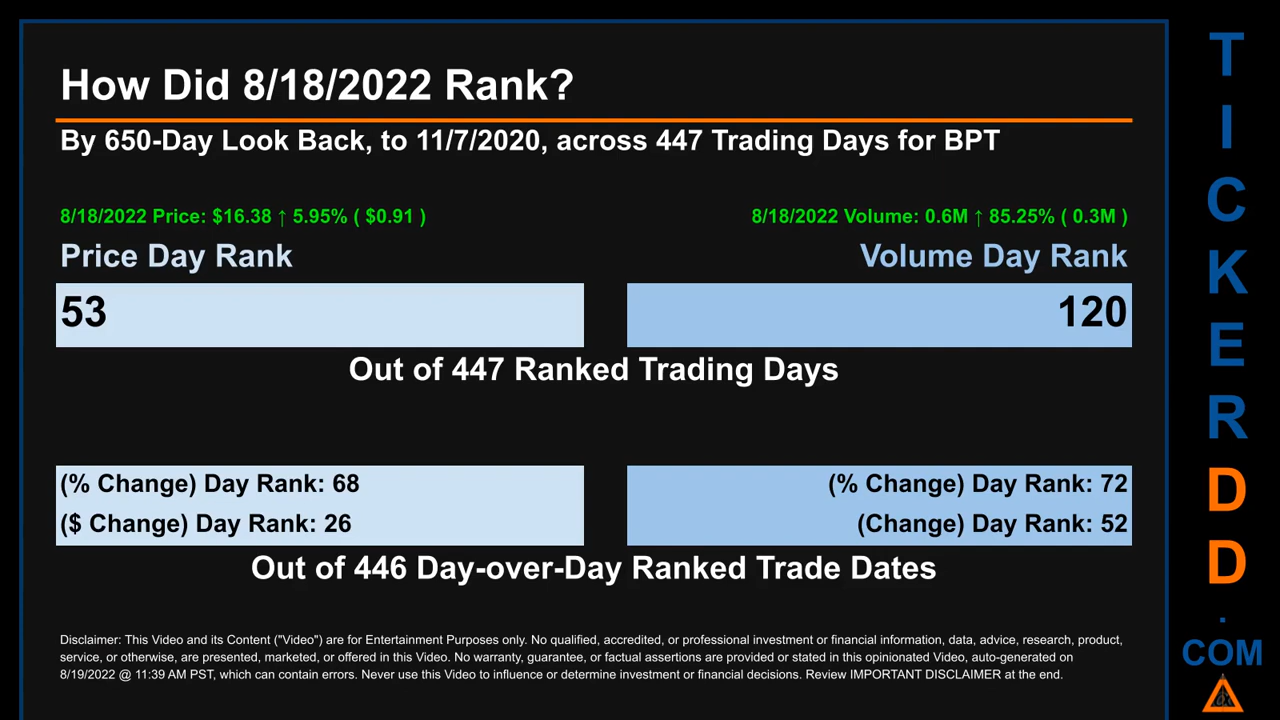 How Did 8/18/2022 Rank?
By 650-Day Look Back, to 11/7/2020, across 447 Trading Days for BPT
8/18/2022 Price: $16.38 ↑ 5.95% ( $0.91 )
8/18/2022 Volume: 0.6M ↑ 85.25% ( 0.3M )
Price Day Rank
Volume Day Rank
53
120
Out of 447 Ranked Trading Days
(% Change) Day Rank: 68
(% Change) Day Rank: 72
($ Change) Day Rank: 26
(Change) Day Rank: 52
Out of 446 Day-over-Day Ranked Trade Dates
Disclaimer: This Video and its Content ("Video") are for Entertainment Purposes only. No qualified, accredited, or professional investment or financial information, data, advice, research, product,
service, or otherwise, are presented, marketed, or offered in this Video. No warranty, guarantee, or factual assertions are provided or stated in this opinionated Video, auto-generated on
8/19/2022 @ 11:39 AM PST, which can contain errors. Never use this Video to influence or determine investment or financial decisions. Review IMPORTANT DISCLAIMER at the end.
T
I
C
K
E
R
D
D
.
COM